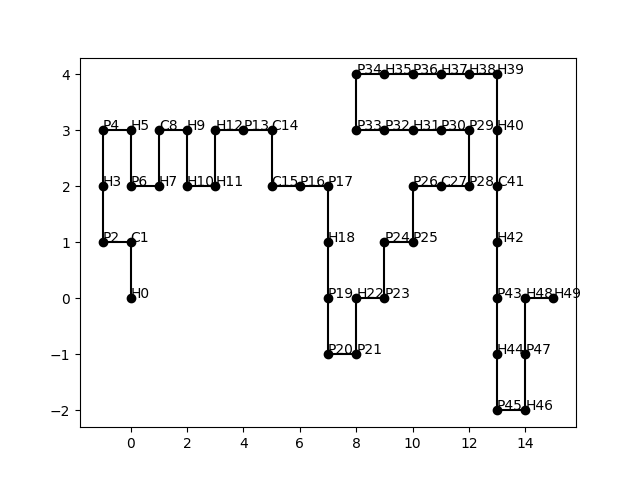 4 P34 H35 P36 H37 H38 H39
3 P4 H5 C8 H9 H12 P13 C14 P33 P32 H31 P30 P29 H40
2 H3 P6 H7 H10 H11 C15 P16 P17 P26 C27 P28 C41
1 P2 C1 H18 P24 P25 H42
0 H0 P19 H22 P23 P43 H48 H49
−1 P20 P21 H44 P47
−2 P45 H46
0 2 4 6 8 10 12 14